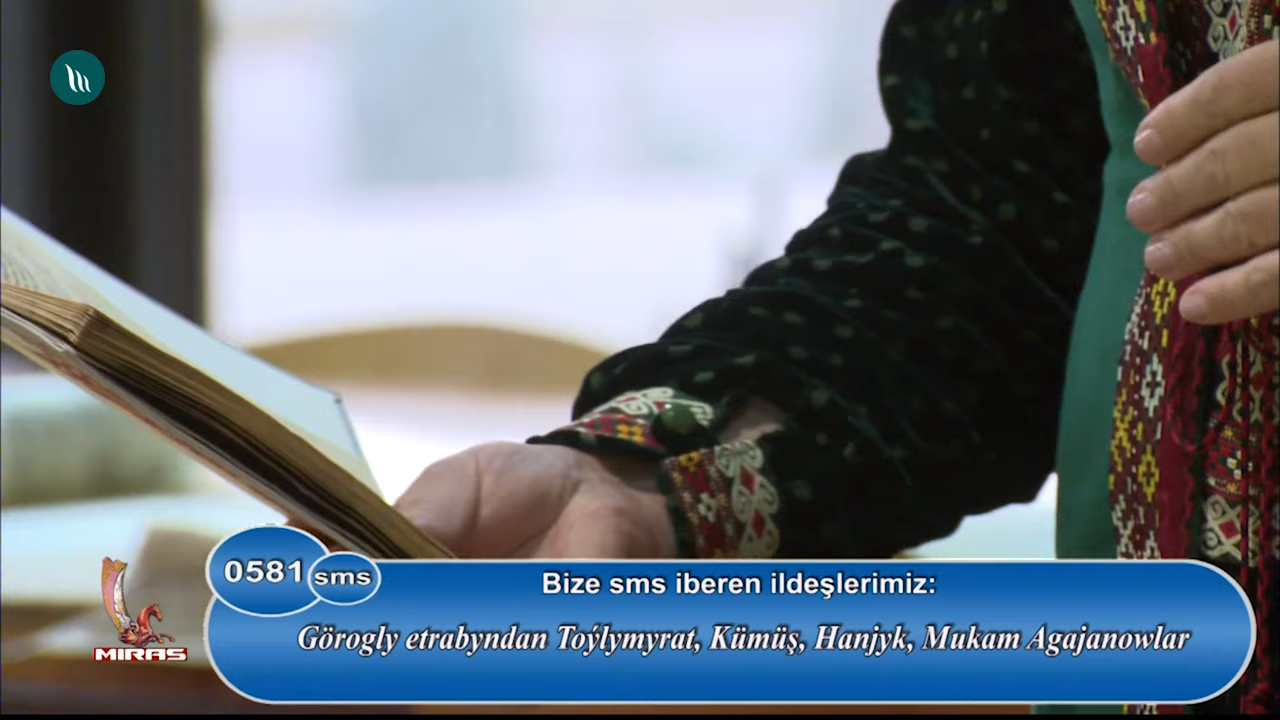 0581 sms
Bize sms iberen ildeşlerimiz:
Görogly etrabyndan Toýlymyrat, Kümüş, Hanjyk, Mukam Agajanowlar
MIRAS